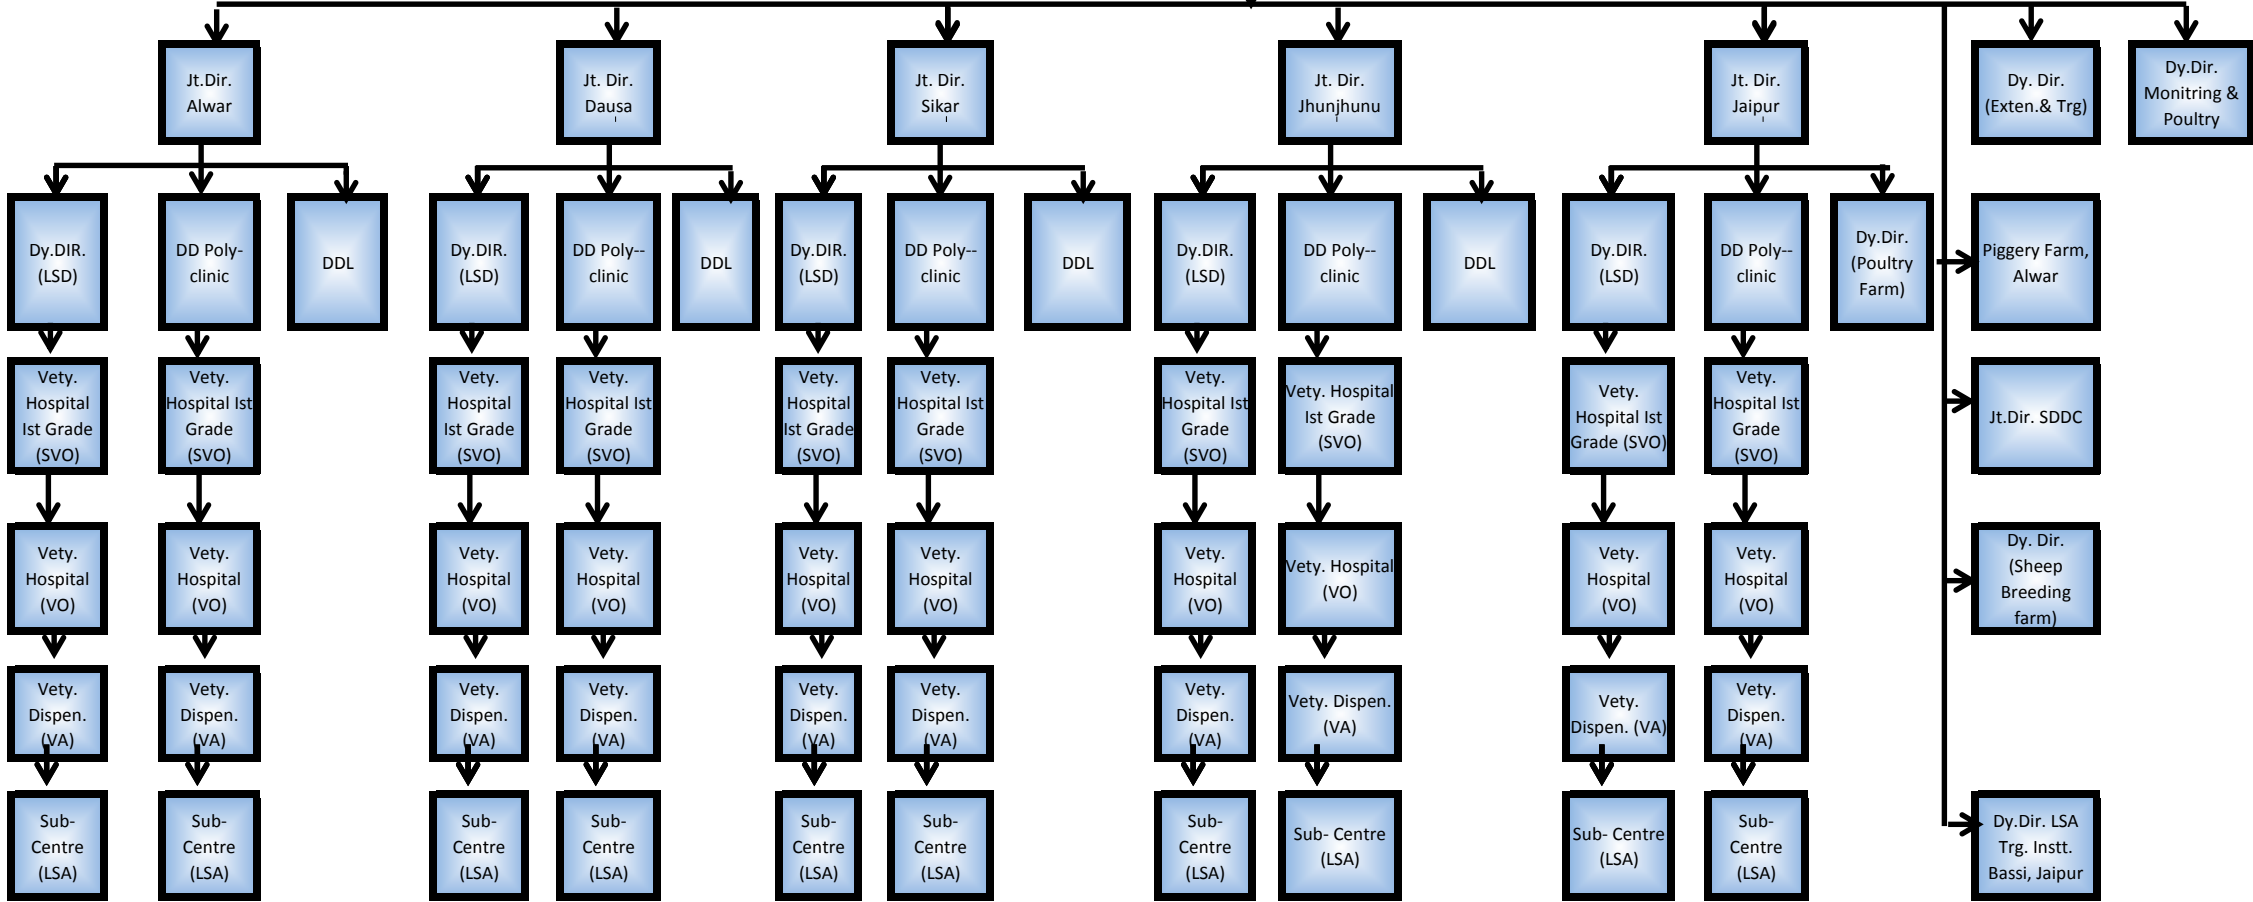 Jt.Dir.
Alwar
Jt. Dir.
Dausa
Jt. Dir.
Sikar
Jt. Dir.
Jhunjhunu
Jt. Dir.
Jaipur
Dy. Dir.
(Exten.& Trg)
Dy.Dir.
Monitring &
Poultry
Dy.DIR.
(LSD)
DD Poly-
clinic
DDL
Dy.DIR.
(LSD)
DD Poly--
clinic
DDL
Dy.DIR.
(LSD)
DD Poly--
clinic
DDL
Dy.DIR.
(LSD)
DD Poly--
clinic
DDL
Dy.DIR.
(LSD)
DD Poly--
clinic
Dy.Dir.
(Poultry
Farm)
Piggery Farm,
Alwar
Vety.
Hospital
Ist Grade
(SVO)
Vety.
Hospital Ist
Grade
(SVO)
Vety.
Hospital
Ist Grade
(SVO)
Vety.
Hospital Ist
Grade
(SVO)
Vety.
Hospital
Ist Grade
(SVO)
Vety.
Hospital Ist
Grade
(SVO)
Vety.
Hospital Ist
Grade
(SVO)
Vety. Hospital
Ist Grade
(SVO)
Vety.
Hospital Ist
Grade (SVO)
Vety.
Hospital Ist
Grade
(SVO)
Jt.Dir. SDDC
Vety.
Hospital
(VO)
Vety.
Hospital
(VO)
Vety.
Hospital
(VO)
Vety.
Hospital
(VO)
Vety.
Hospital
(VO)
Vety.
Hospital
(VO)
Vety.
Hospital
(VO)
Vety. Hospital
(VO)
Vety.
Hospital
(VO)
Vety.
Hospital
(VO)
Dy. Dir.
(Sheep
Breeding
farm)
Vety.
Dispen.
(VA)
Vety.
Dispen.
(VA)
Vety.
Dispen.
(VA)
Vety.
Dispen.
(VA)
Vety.
Dispen.
(VA)
Vety.
Dispen.
(VA)
Vety.
Dispen.
(VA)
Vety. Dispen.
(VA)
Vety.
Dispen. (VA)
Vety.
Dispen.
(VA)
Sub-
Centre
(LSA)
Sub-
Centre
(LSA)
Sub-
Centre
(LSA)
Sub-
Centre
(LSA)
Sub-
Centre
(LSA)
Sub-
Centre
(LSA)
Sub-
Centre
(LSA)
Sub- Centre
(LSA)
Sub- Centre
(LSA)
Sub-
Centre
(LSA)
Dy.Dir. LSA
Trg. Instt.
Bassi, Jaipur